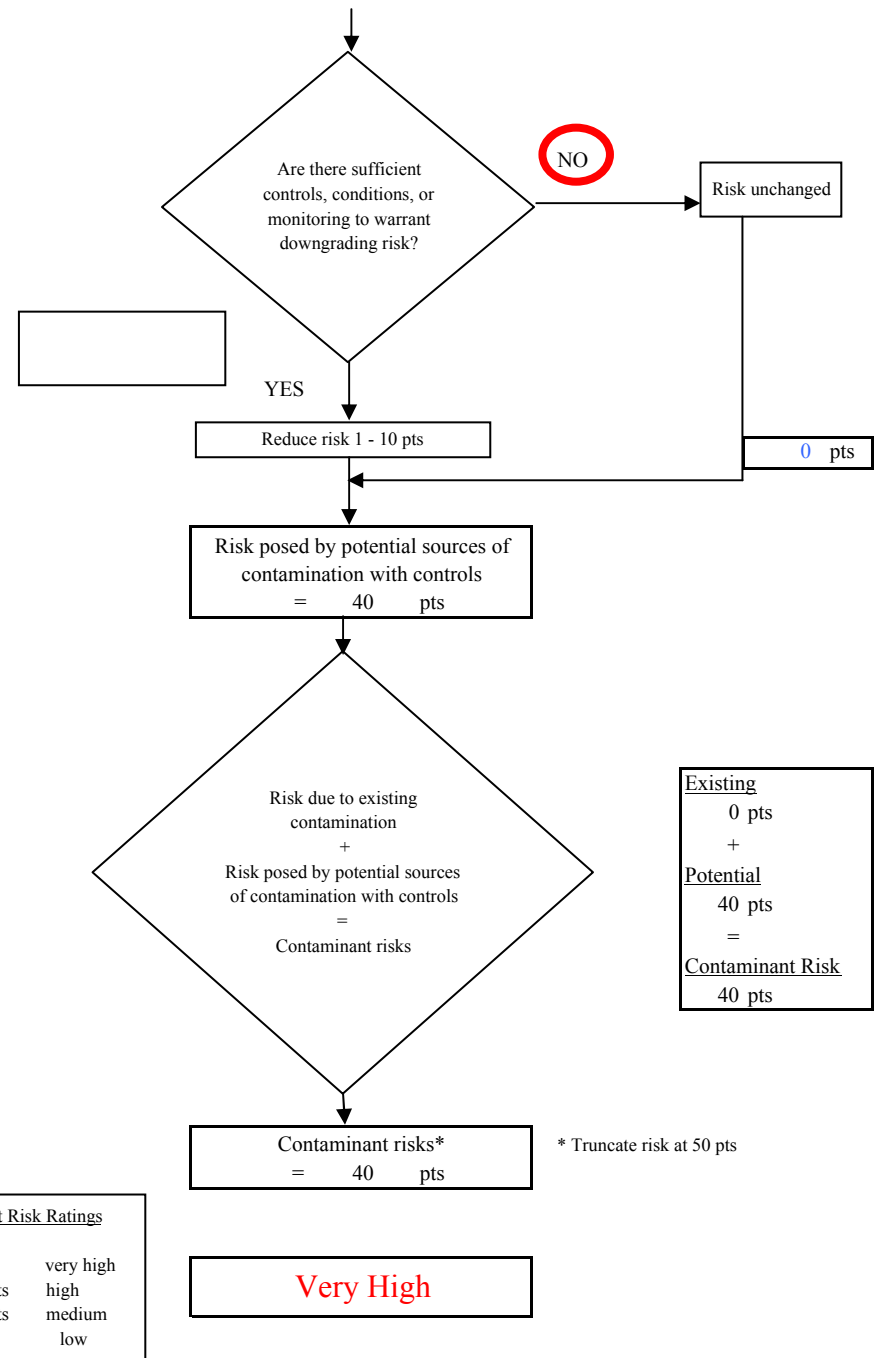 Are there sufficient
controls, conditions, or
monitoring to warrant
downgrading risk?
NO
Risk unchanged
YES
Reduce risk 1 - 10 pts
0 pts
Risk posed by potential sources of
contamination with controls
= 40 pts
Risk due to existing
contamination
+
Risk posed by potential sources
of contamination with controls
=
Contaminant risks
Existing
0 pts
+
Potential
40 pts
=
Contaminant Risk
40 pts
Contaminant risks*
= 40 pts
* Truncate risk at 50 pts
Risk Ratings
very high
high
medium
low
Very High